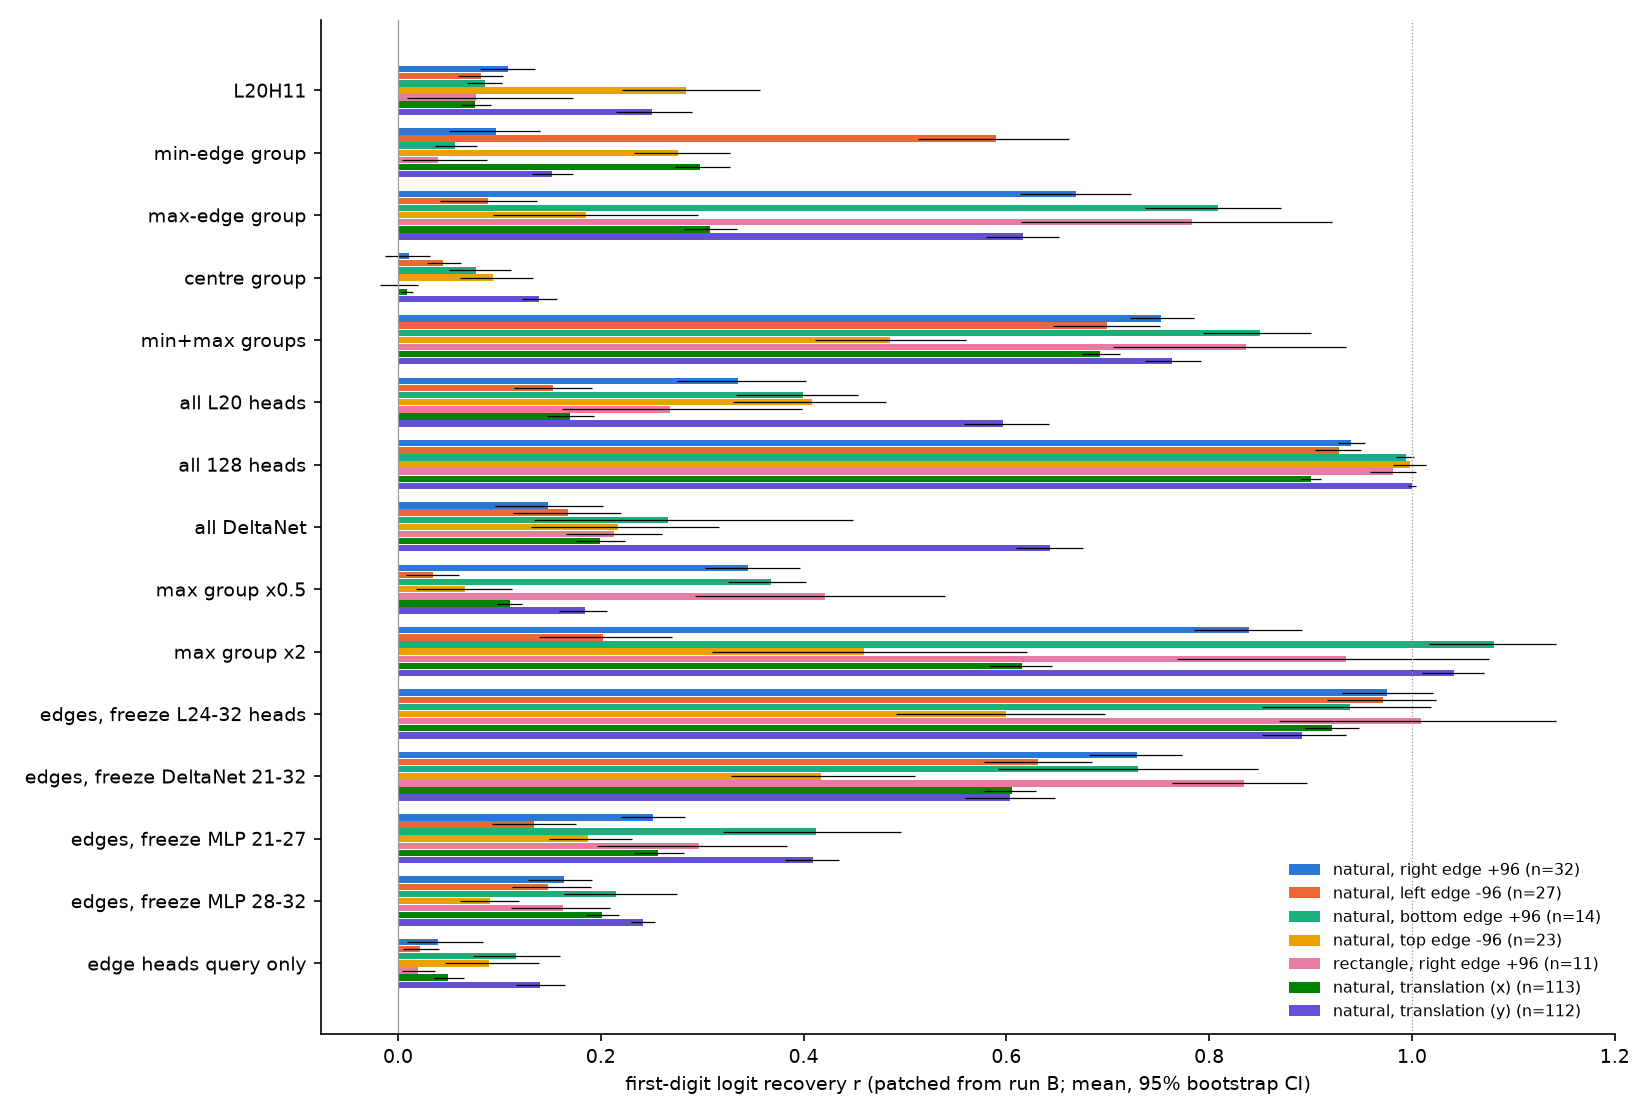 L20H11
min-edge group
max-edge group
centre group
min+max groups
all L20 heads
all 128 heads
all DeltaNet
max group x0.5
max group x2
edges, freeze L24-32 heads
edges, freeze DeltaNet 21-32
edges, freeze MLP 21-27
edges, freeze MLP 28-32
edge heads query only
natural, right edge +96 (n=32)
natural, left edge -96 (n=27)
natural, bottom edge +96 (n=14)
natural, top edge -96 (n=23)
rectangle, right edge +96 (n=11)
natural, translation (x) (n=113)
natural, translation (y) (n=112)
0.0 0.2 0.4 0.6 0.8 1.0 1.2
first-digit logit recovery r (patched from run B; mean, 95% bootstrap CI)